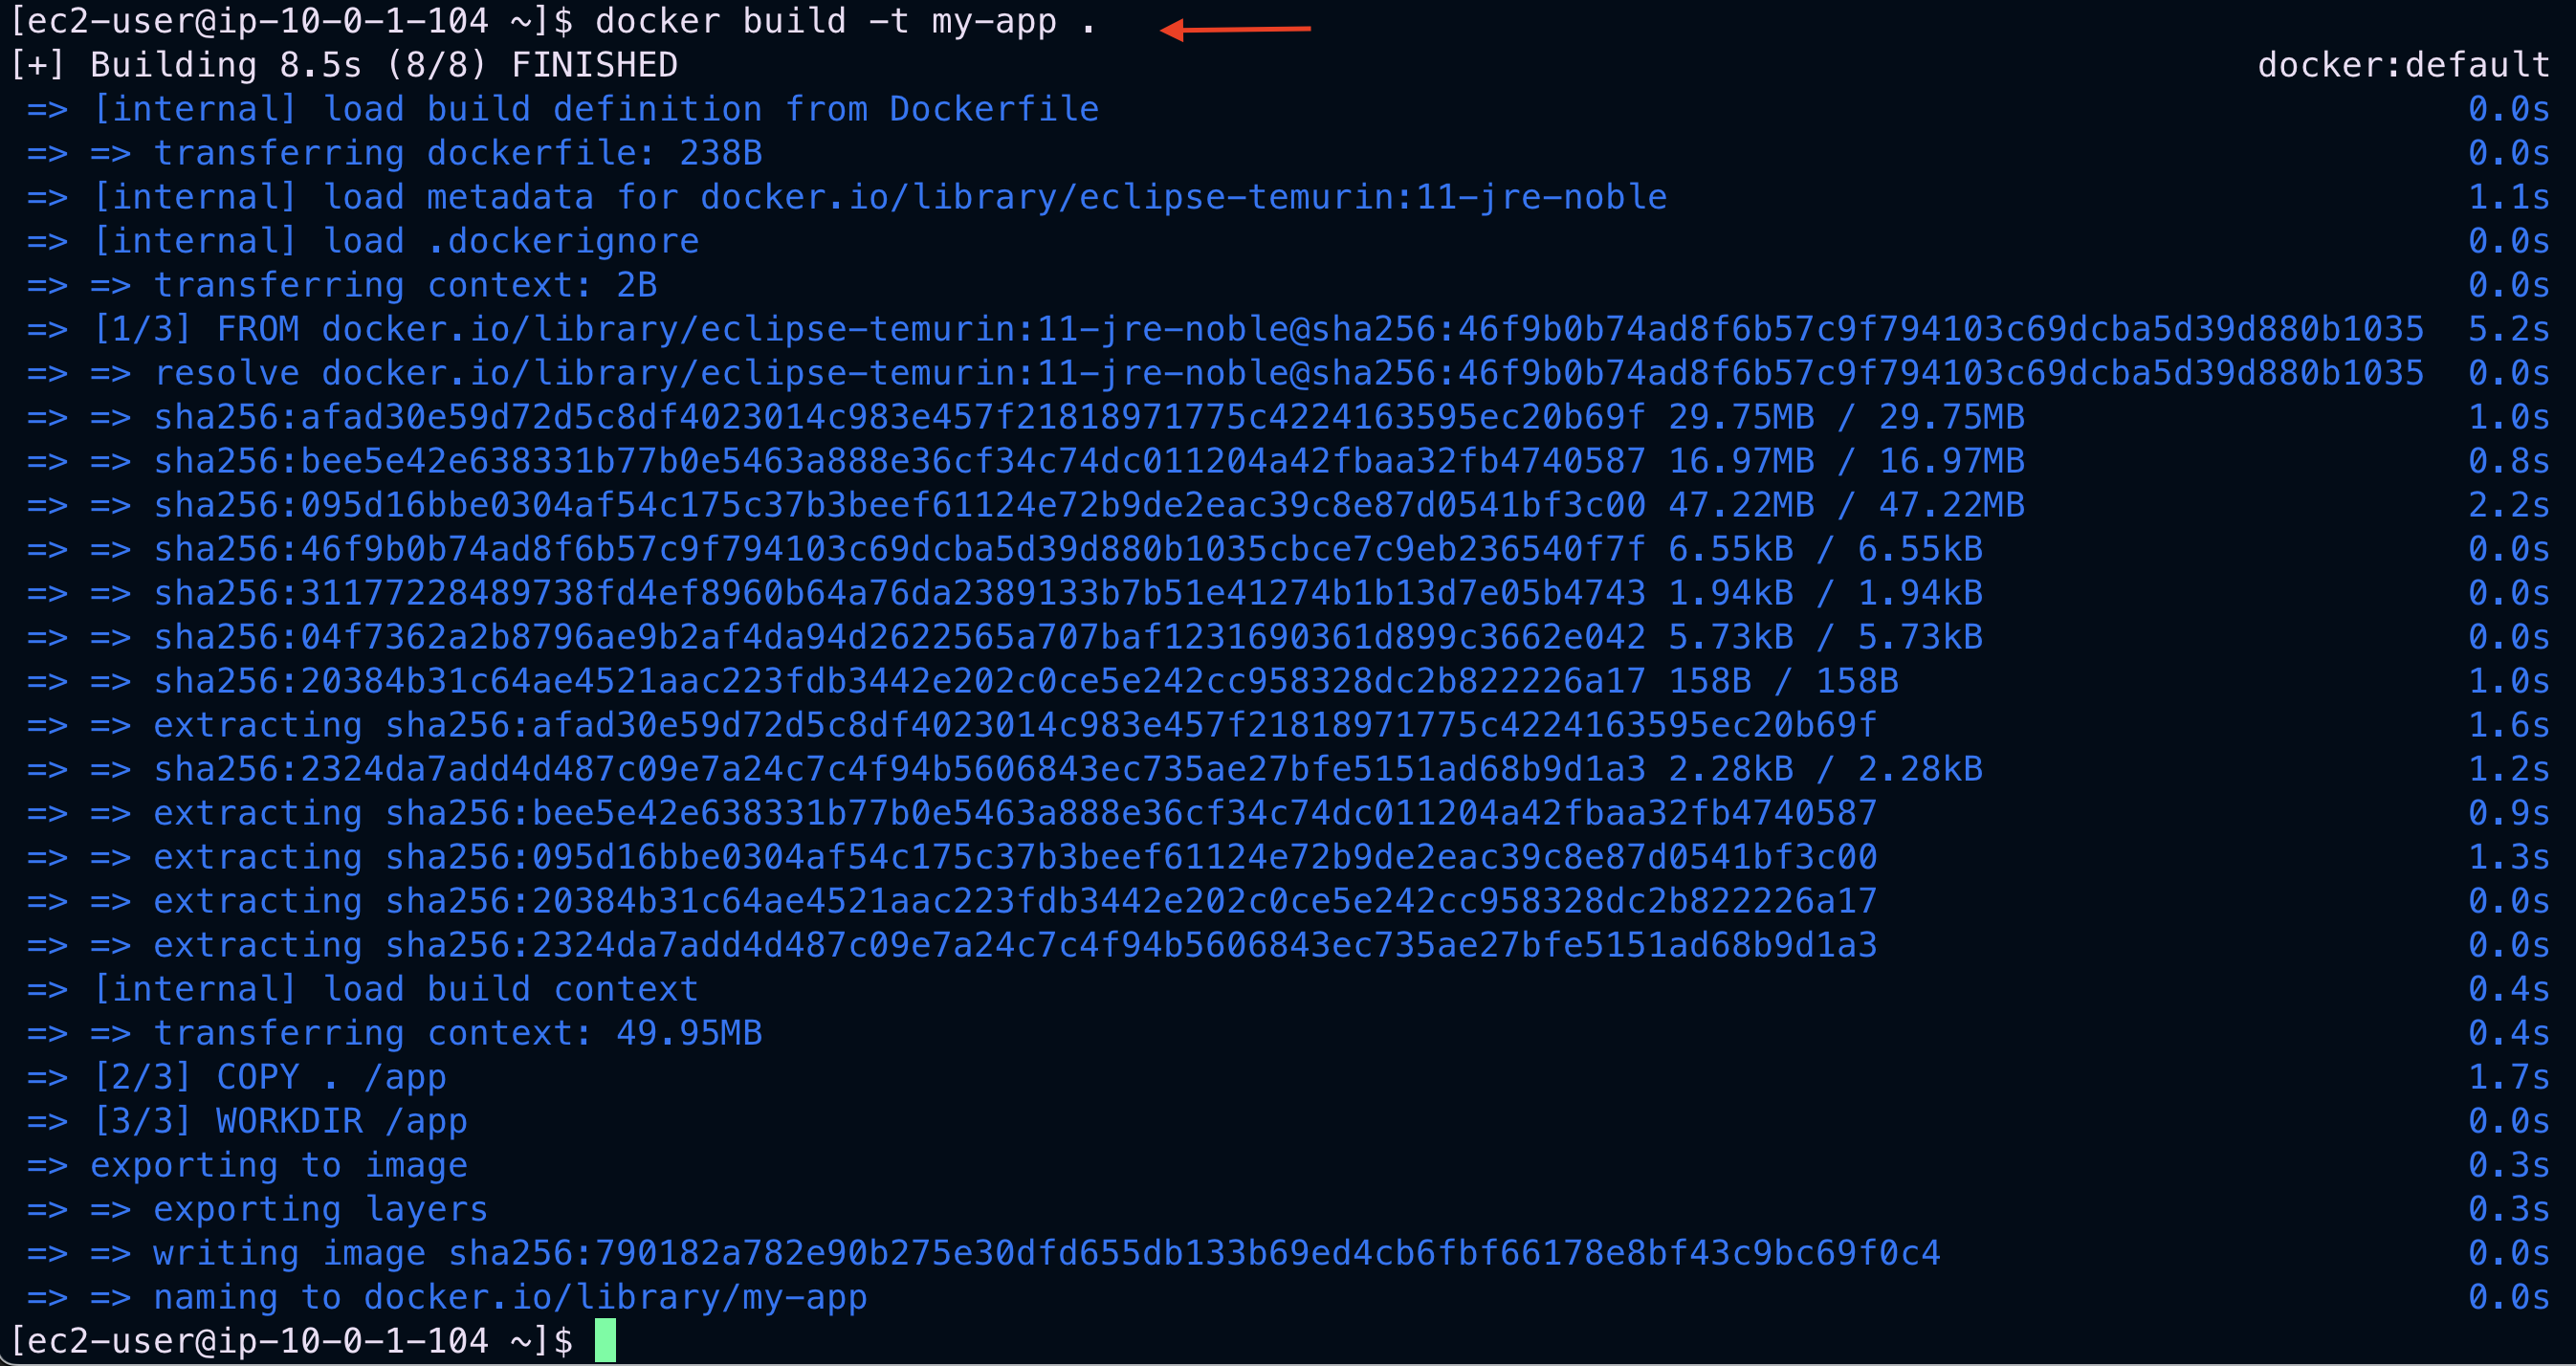 [ec2-user@ip-10-0-1-104 ~]$ docker build -t my-app .
[+] Building 8.5s (8/8) FINISHED docker:default
=> [internal] load build definition from Dockerfile 0.0s
=> => transferring dockerfile: 238B 0.0s
=> [internal] load metadata for docker.io/library/eclipse-temurin:11-jre-noble 1.1s
=> [internal] load .dockerignore 0.0s
=> => transferring context: 2B 0.0s
=> [1/3] FROM docker.io/library/eclipse-temurin:11-jre-noble@sha256:46f9b0b74ad8f6b57c9f794103c69dcba5d39d880b1035 5.2s
=> => resolve docker.io/library/eclipse-temurin:11-jre-noble@sha256:46f9b0b74ad8f6b57c9f794103c69dcba5d39d880b1035 0.0s
=> => sha256:afad30e59d72d5c8df4023014c983e457f21818971775c4224163595ec20b69f 29.75MB / 29.75MB 1.0s
=> => sha256:bee5e42e638331b77b0e5463a888e36cf34c74dc011204a42fbaa32fb4740587 16.97MB / 16.97MB 0.8s
=> => sha256:095d16bbe0304af54c175c37b3beef61124e72b9de2eac39c8e87d0541bf3c00 47.22MB / 47.22MB 2.2s
=> => sha256:46f9b0b74ad8f6b57c9f794103c69dcba5d39d880b1035cbce7c9eb236540f7f 6.55kB / 6.55kB 0.0s
=> => sha256:31177228489738fd4ef8960b64a76da2389133b7b51e41274b1b13d7e05b4743 1.94kB / 1.94kB 0.0s
=> => sha256:04f7362a2b8796ae9b2af4da94d2622565a707baf1231690361d899c3662e042 5.73kB / 5.73kB 0.0s
=> => sha256:20384b31c64ae4521aac223fdb3442e202c0ce5e242cc958328dc2b822226a17 158B / 158B 1.0s
=> => extracting sha256:afad30e59d72d5c8df4023014c983e457f21818971775c4224163595ec20b69f 1.6s
=> => sha256:2324da7add4d487c09e7a24c7c4f94b5606843ec735ae27bfe5151ad68b9d1a3 2.28kB / 2.28kB 1.2s
=> => extracting sha256:bee5e42e638331b77b0e5463a888e36cf34c74dc011204a42fbaa32fb4740587 0.9s
=> => extracting sha256:095d16bbe0304af54c175c37b3beef61124e72b9de2eac39c8e87d0541bf3c00 1.3s
=> => extracting sha256:20384b31c64ae4521aac223fdb3442e202c0ce5e242cc958328dc2b822226a17 0.0s
=> => extracting sha256:2324da7add4d487c09e7a24c7c4f94b5606843ec735ae27bfe5151ad68b9d1a3 0.0s
=> [internal] load build context 0.4s
=> => transferring context: 49.95MB 0.4s
=> [2/3] COPY . /app 1.7s
=> [3/3] WORKDIR /app 0.0s
=> exporting to image 0.3s
=> => exporting layers 0.3s
=> => writing image sha256:790182a782e90b275e30dfd655db133b69ed4cb6fbf66178e8bf43c9bc69f0c4 0.0s
=> => naming to docker.io/library/my-app 0.0s
[ec2-user@ip-10-0-1-104 ~]$